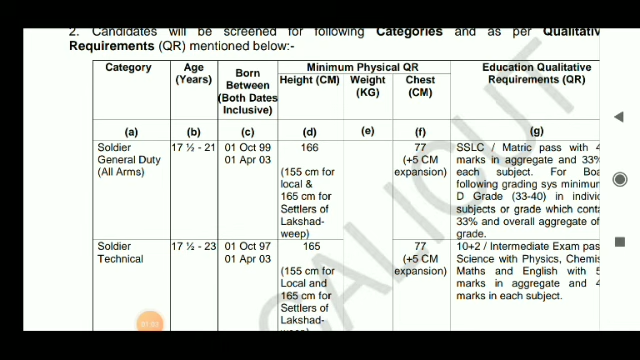 2. Candidates will be screened for following Categories and as per Qualitativ
Requirements (QR) mentioned below:-
Category
Age (Years)
Born Between (Both Dates Inclusive)
Minimum Physical QR
Height (CM)
Weight (KG)
Chest (CM)
Education Qualitative
Requirements (QR)
(a) (b) (c) (d) (e) (f) (g)
Soldier
General Duty
(All Arms)
17 ½ - 21
01 Oct 99
01 Apr 03
166
(155 cm for
local &
165 cm for
Settlers of
Lakshad-
weep)
77
(+5 CM
expansion)
SSLC / Matric pass with 4
marks in aggregate and 33%
each subject. For Boa
following grading sys minimum
D Grade (33-40) in indivi
subjects or grade which conta
33% and overall aggregate of
grade.
Soldier
Technical
17 ½ - 23
01 Oct 97
01 Apr 03
165
(155 cm for
Local and
165 cm for
Settlers of
Lakshad-
77
(+5 CM
expansion)
10+2 / Intermediate Exam pas
Science with Physics, Chemis
Maths and English with 5
marks in aggregate and 4
marks in each subject.
CALICUT